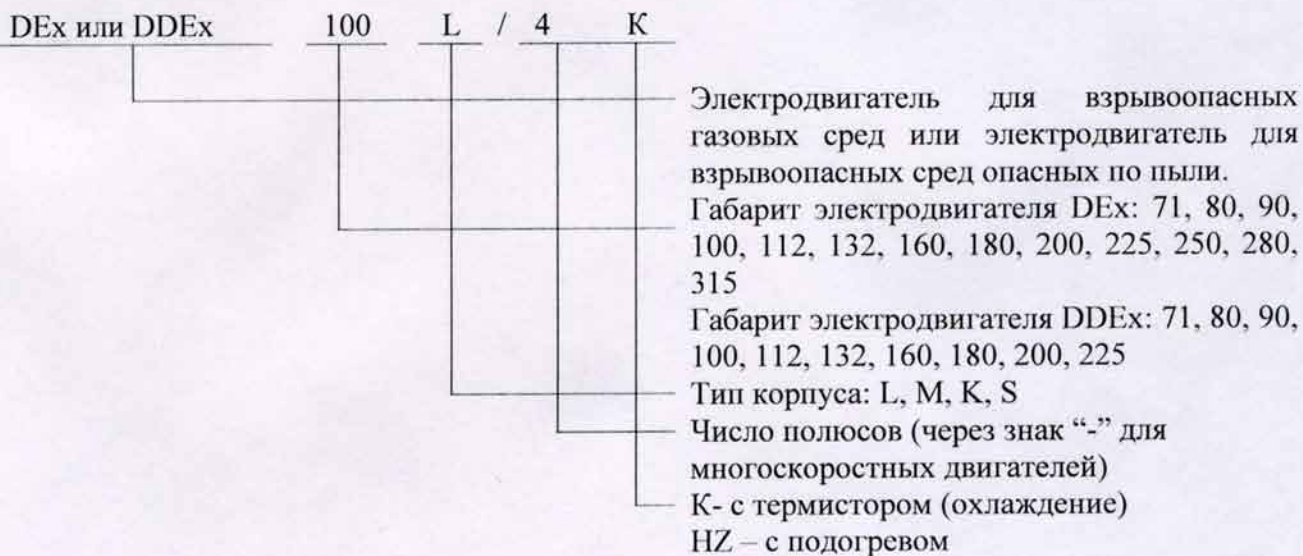 DEx или DDEx 100 L / 4 К
Электродвигатель для взрывоопасных
газовых сред или электродвигатель для
взрывоопасных сред опасных по пыли.
Габарит электродвигателя DEx: 71, 80, 90,
100, 112, 132, 160, 180, 200, 225, 250, 280,
315
Габарит электродвигателя DDEx: 71, 80, 90,
100, 112, 132, 160, 180, 200, 225
Тип корпуса: L, M, K, S
Число полюсов (через знак “-” для
многоскоростных двигателей)
К- с термистором (охлаждение)
HZ – с подогревом